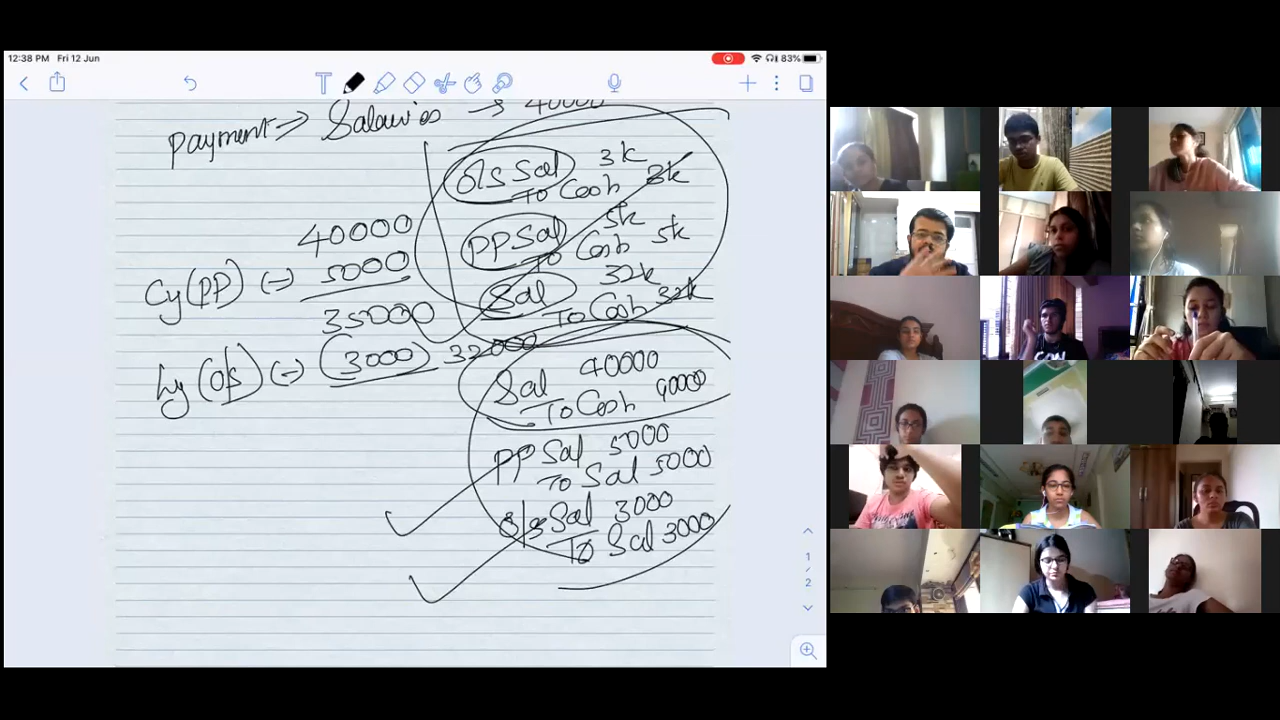 12:38 PM Fri 12 Jun
83%
T
payment => Salaries -> 40000
O/s Sal 3k
To Cash 3k
PP Sal 5k
To Cash 5k
Sal 32k
To Cash 32k
40000
Cy(PP) (-) 5000
35000
Ly(O/s) (-) (3000) 32000
Sal 40000
To Cash 40000
PP Sal 5000
To Sal 5000
O/s Sal 3000
To Sal 3000
1
/
2